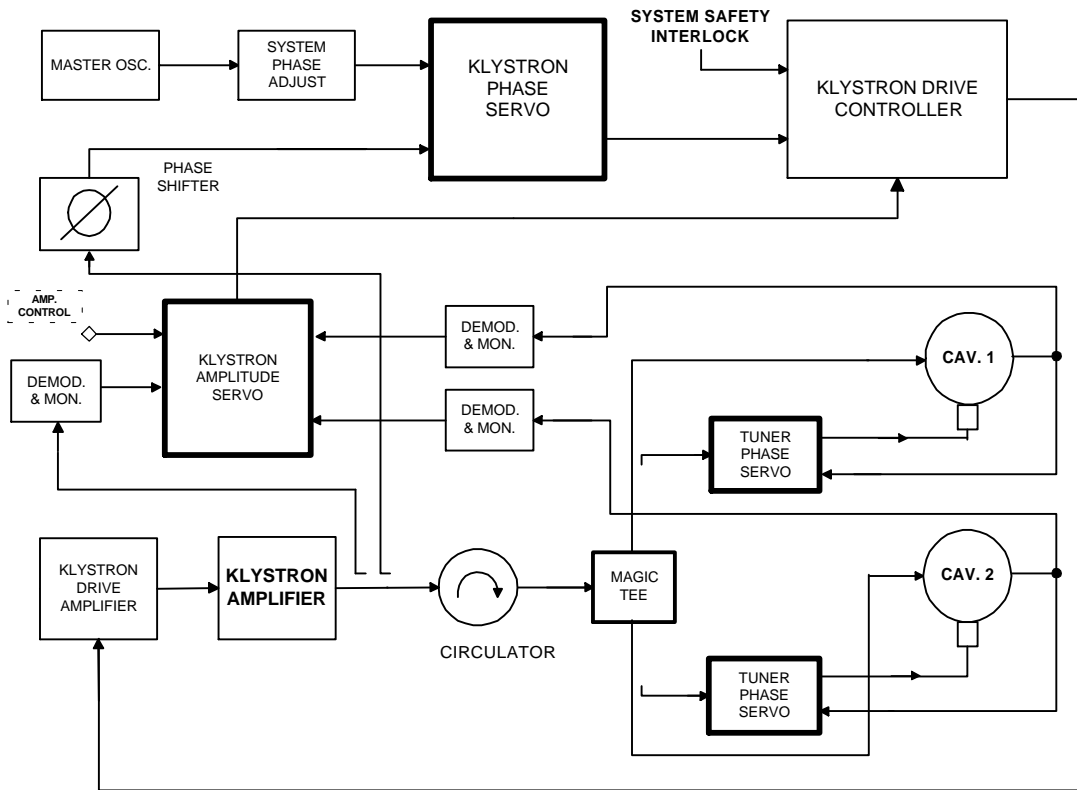 SYSTEM SAFETY
INTERLOCK
MASTER OSC.
SYSTEM
PHASE
ADJUST
KLYSTRON
PHASE
SERVO
KLYSTRON DRIVE
CONTROLLER
PHASE
SHIFTER
AMP.
CONTROL
KLYSTRON
AMPLITUDE
SERVO
DEMOD.
& MON.
DEMOD.
& MON.
DEMOD.
& MON.
CAV. 1
TUNER
PHASE
SERVO
KLYSTRON
DRIVE
AMPLIFIER
KLYSTRON
AMPLIFIER
CIRCULATOR
MAGIC
TEE
CAV. 2
TUNER
PHASE
SERVO